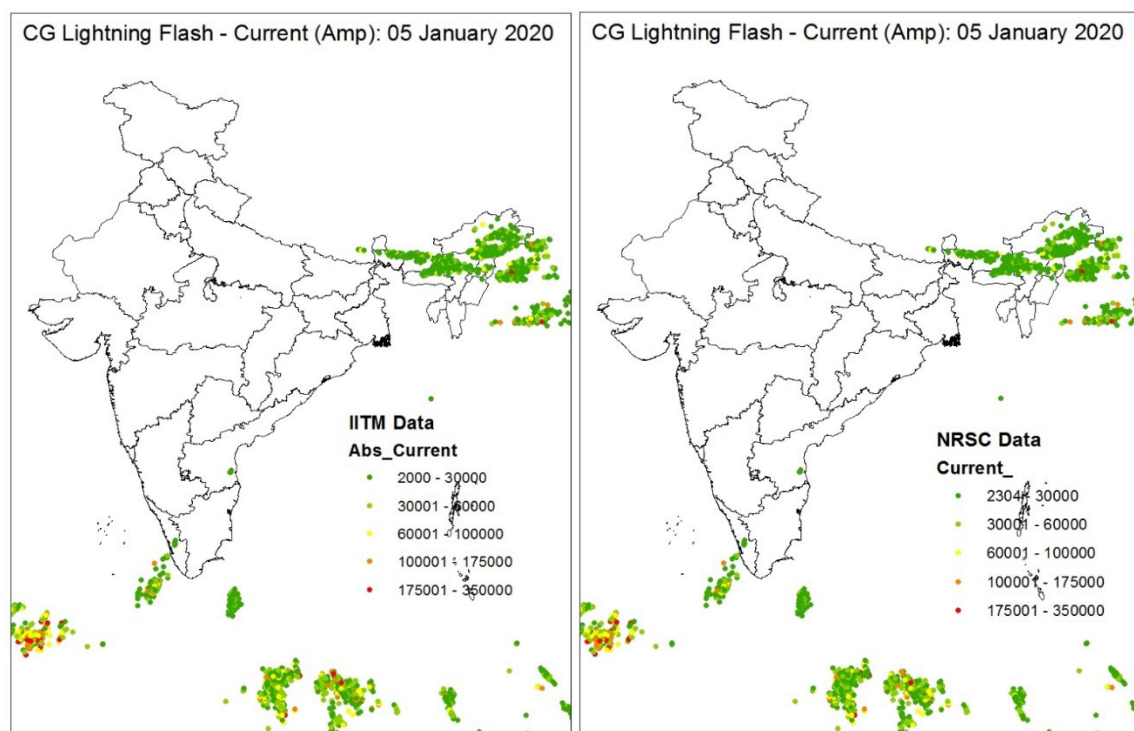 CG Lightning Flash - Current (Amp): 05 January 2020
IITM Data
Abs_Current
2000 - 30000
30001 - 60000
60001 - 100000
100001 - 175000
175001 - 350000
CG Lightning Flash - Current (Amp): 05 January 2020
NRSC Data
Current_
2304 - 30000
30001 - 60000
60001 - 100000
100001 - 175000
175001 - 350000